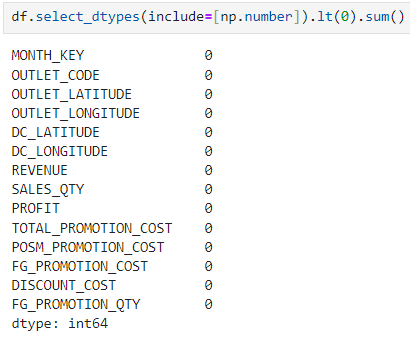 df.select_dtypes(include=[np.number]).lt(0).sum()
MONTH_KEY 0
OUTLET_CODE 0
OUTLET_LATITUDE 0
OUTLET_LONGITUDE 0
DC_LATITUDE 0
DC_LONGITUDE 0
REVENUE 0
SALES_QTY 0
PROFIT 0
TOTAL_PROMOTION_COST 0
POSM_PROMOTION_COST 0
FG_PROMOTION_COST 0
DISCOUNT_COST 0
FG_PROMOTION_QTY 0
dtype: int64